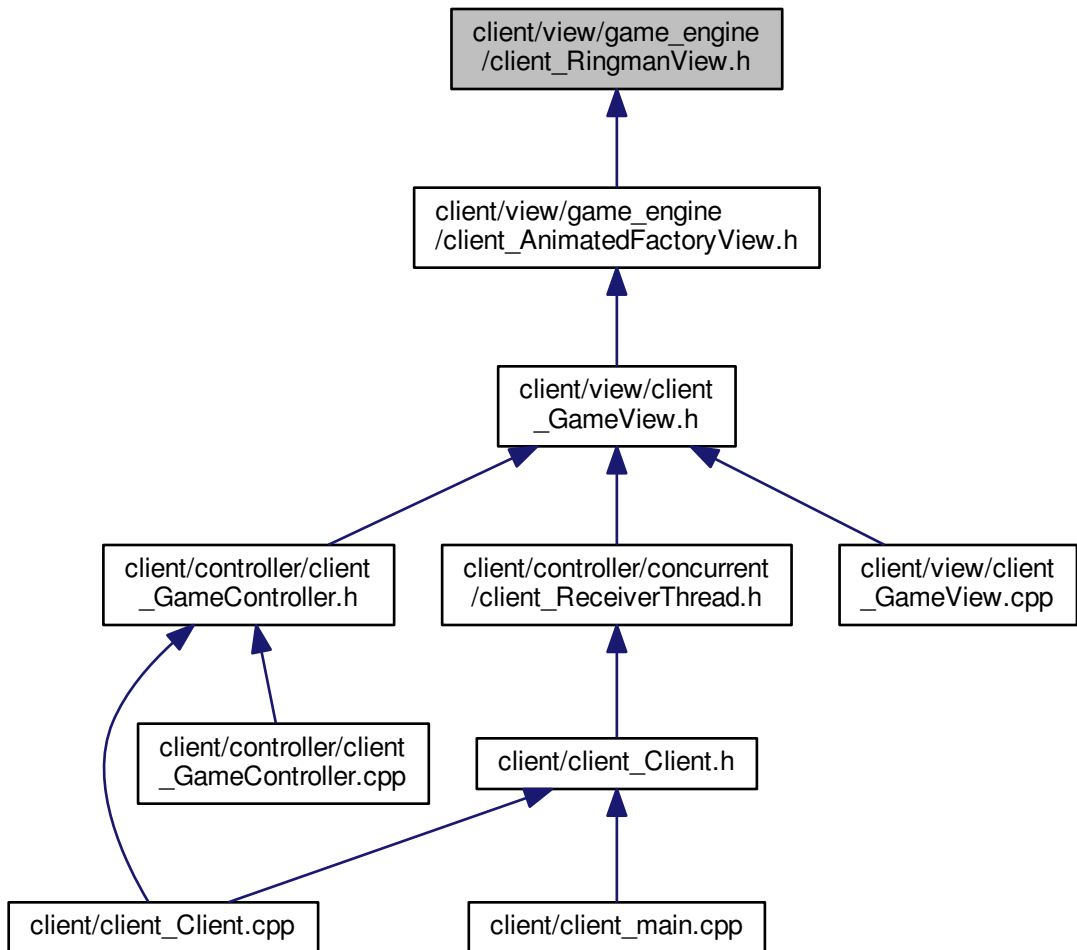 client/view/game_engine
/client_RingmanView.h
client/view/game_engine
/client_AnimatedFactoryView.h
client/view/client
_GameView.h
client/controller/client
_GameController.h
client/controller/concurrent
/client_ReceiverThread.h
client/view/client
_GameView.cpp
client/controller/client
_GameController.cpp
client/client_Client.h
client/client_Client.cpp
client/client_main.cpp